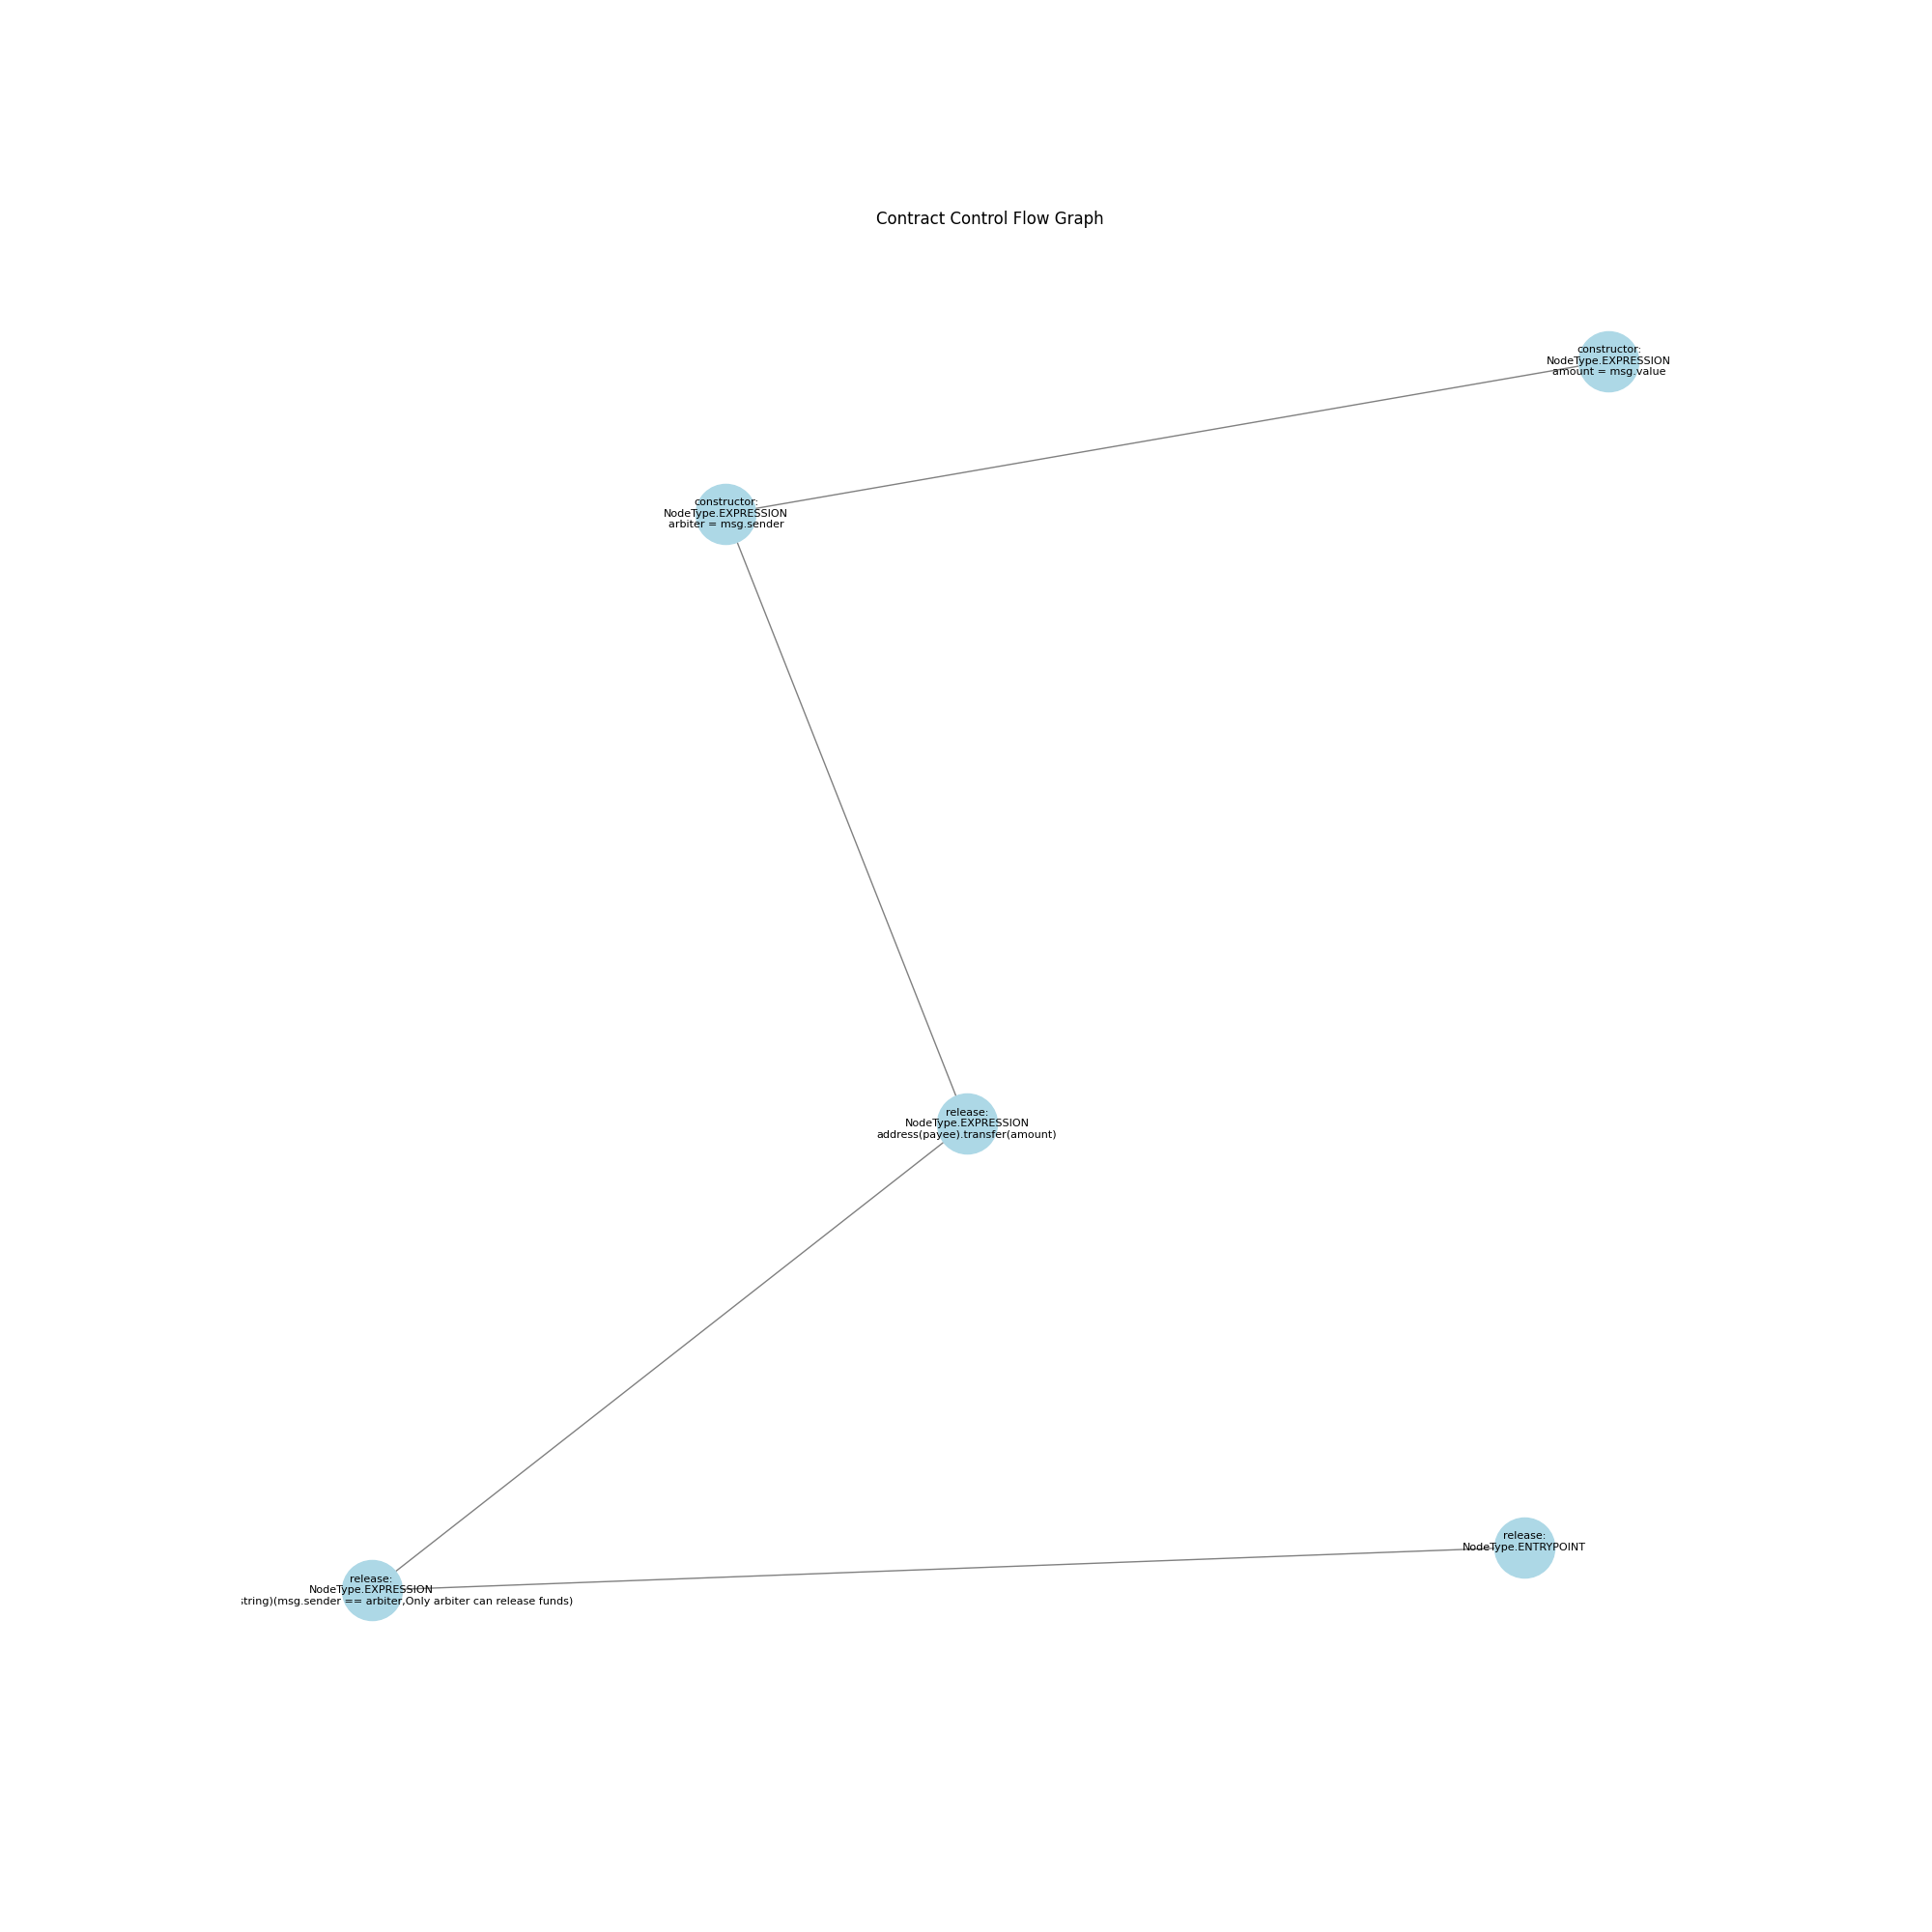 Contract Control Flow Graph
constructor:
NodeType.EXPRESSION
amount = msg.value
constructor:
NodeType.EXPRESSION
arbiter = msg.sender
release:
NodeType.EXPRESSION
address(payee).transfer(amount)
release:
NodeType.ENTRYPOINT
release:
NodeType.EXPRESSION
string)(msg.sender == arbiter,Only arbiter can release funds)